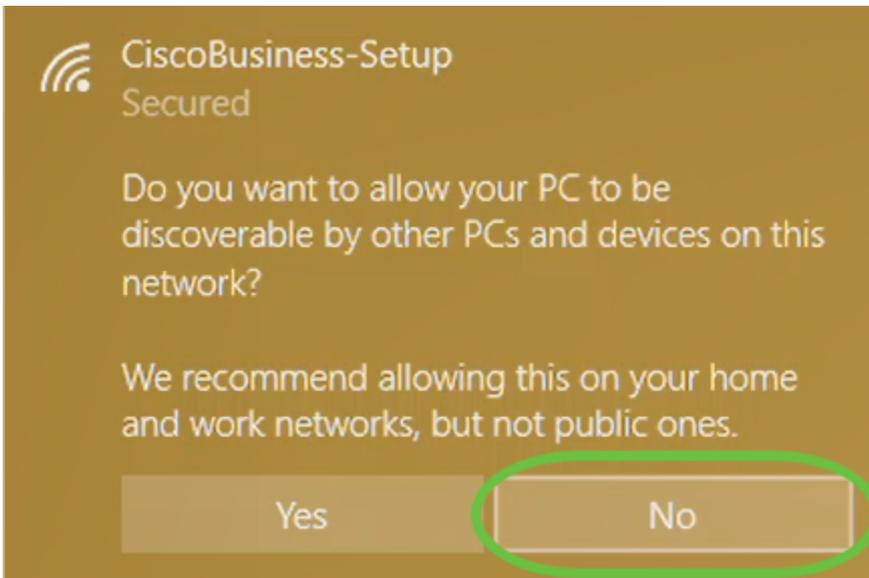 CiscoBusiness-Setup
Secured
Do you want to allow your PC to be
discoverable by other PCs and devices on this
network?
We recommend allowing this on your home
and work networks, but not public ones.
Yes
No